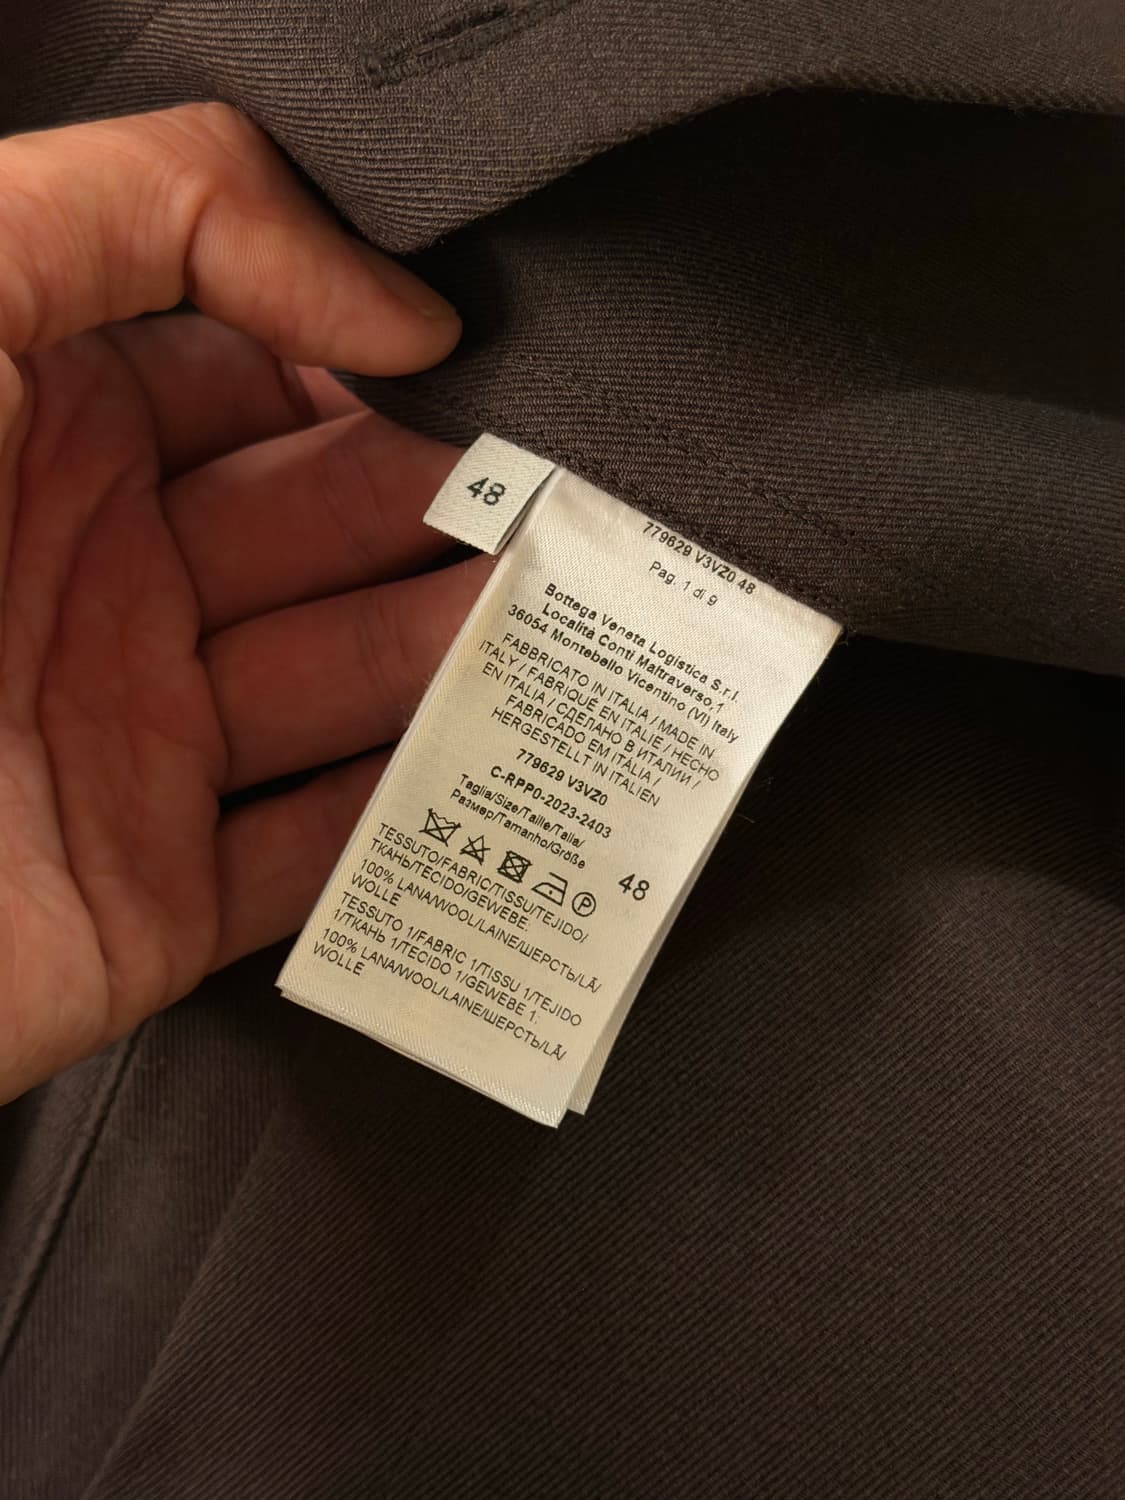 48
779629 V3VZ0 48
Pag. 1 di 9
Bottega Veneta Logistica S.r.l.
Località Conti Maltraverso,1
36054 Montebello Vicentino (VI) Italy
FABBRICATO IN ITALIA / MADE IN
ITALY / FABRIQUÉ EN ITALIE / HECHO
EN ITALIA / СДЕЛАНО В ИТАЛИИ /
FABRICADO EM ITÁLIA /
HERGESTELLT IN ITALIEN
779629 V3VZ0
C-RPP0-2023-2403
Taglia/Size/Taille/Talla/
Размер/Tamanho/Größe
48
P
TESSUTO/FABRIC/TISSU/TEJIDO/
ТКАНЬ/TECIDO/GEWEBE:
100% LANA/WOOL/LAINE/ШЕРСТЬ/LÃ/
WOLLE
TESSUTO 1/FABRIC 1/TISSU 1/TEJIDO
1/ТКАНЬ 1/TECIDO 1/GEWEBE 1:
100% LANA/WOOL/LAINE/ШЕРСТЬ/LÃ/
WOLLE